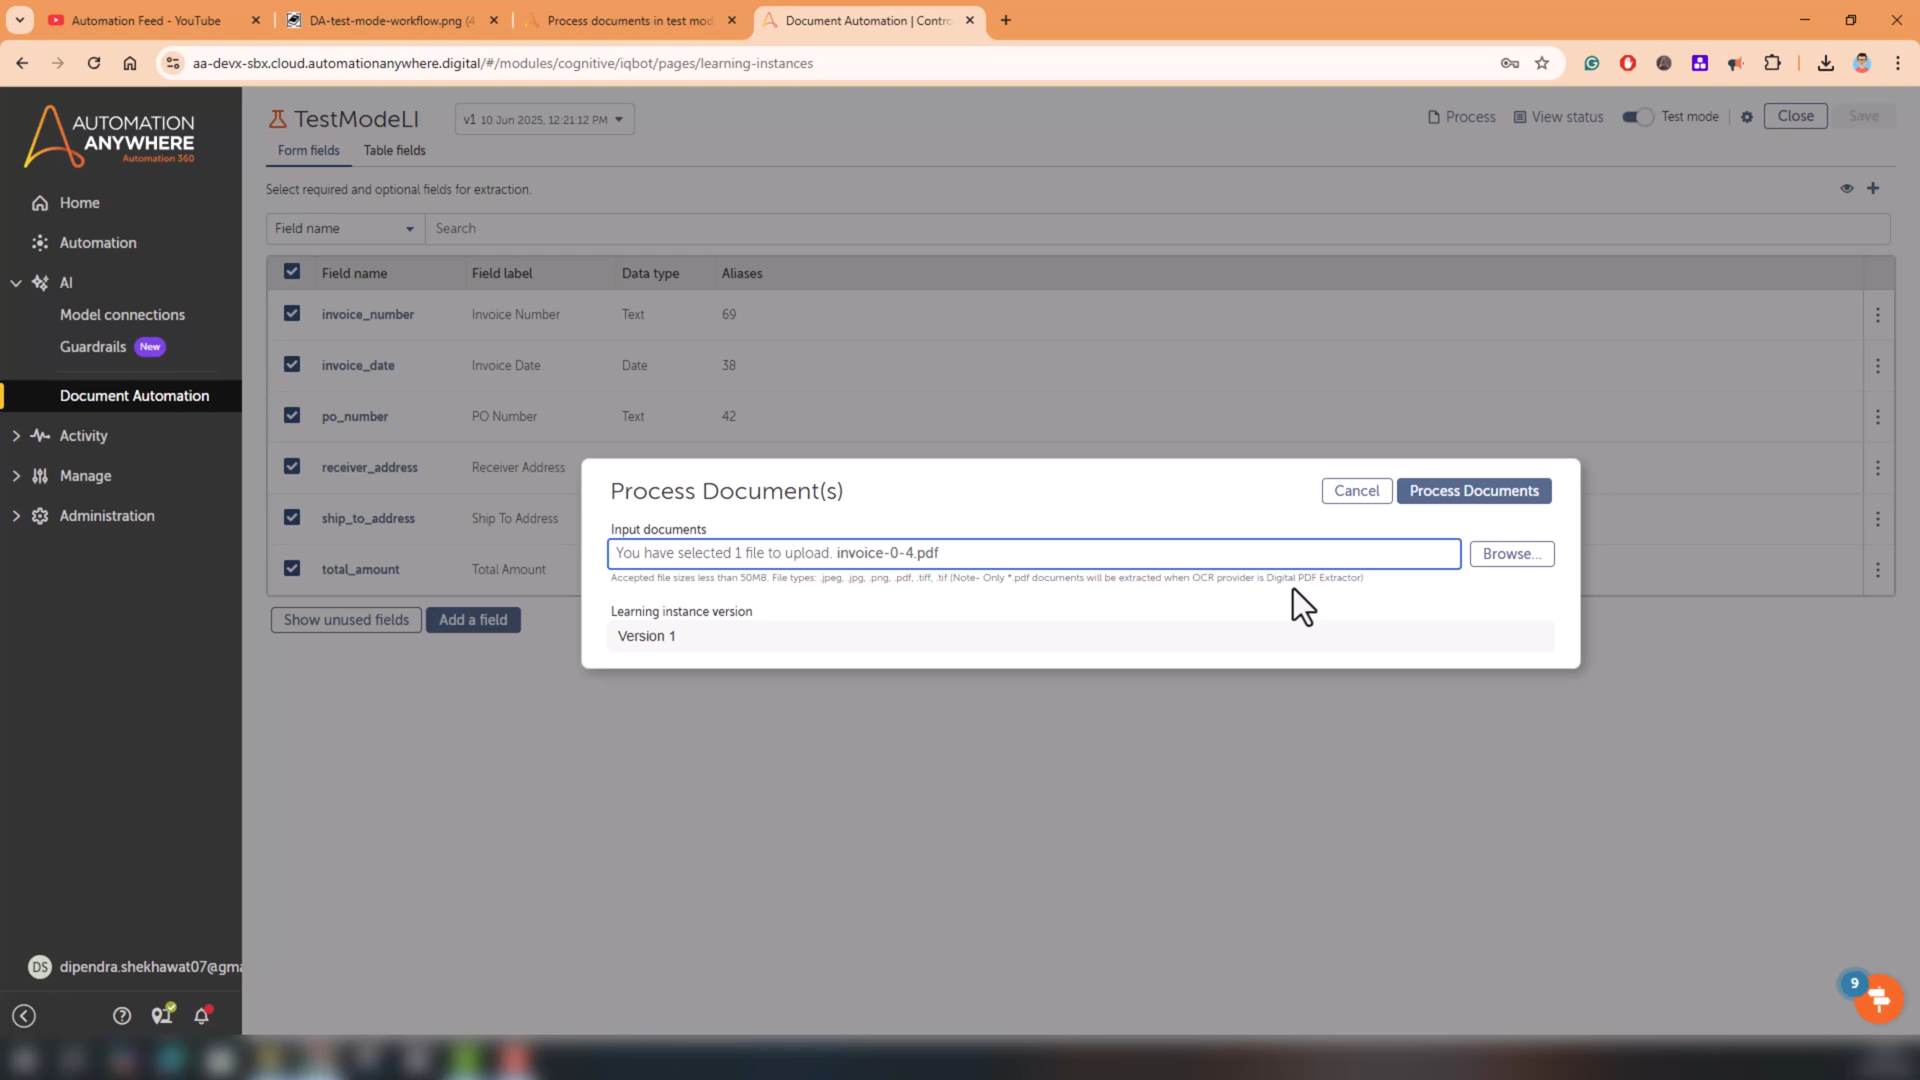 Automation Feed - YouTube
DA-test-mode-workflow.png (4
Process documents in test mod
Document Automation | Contro
aa-devx-sbx.cloud.automationanywhere.digital/#/modules/cognitive/iqbot/pages/learning-instances
AUTOMATION
ANYWHERE
Automation 360
Home
Automation
AI
Model connections
Guardrails New
Document Automation
Activity
Manage
Administration
DS dipendra.shekhawat07@gma
TestModeLI
v1 10 Jun 2025, 12:21:12 PM
Process
View status
Test mode
Close
Save
Form fields
Table fields
Select required and optional fields for extraction.
Field name
Search
Field name Field label Data type Aliases
invoice_number Invoice Number Text 69
invoice_date Invoice Date Date 38
po_number PO Number Text 42
receiver_address Receiver Address
ship_to_address Ship To Address
total_amount Total Amount
Show unused fields
Add a field
Process Document(s)
Cancel
Process Documents
Input documents
You have selected 1 file to upload. invoice-0-4.pdf
Browse...
Accepted file sizes less than 50MB. File types: .jpeg, .jpg, .png, .pdf, .tiff, .tif (Note- Only *.pdf documents will be extracted when OCR provider is Digital PDF Extractor)
Learning instance version
Version 1
9